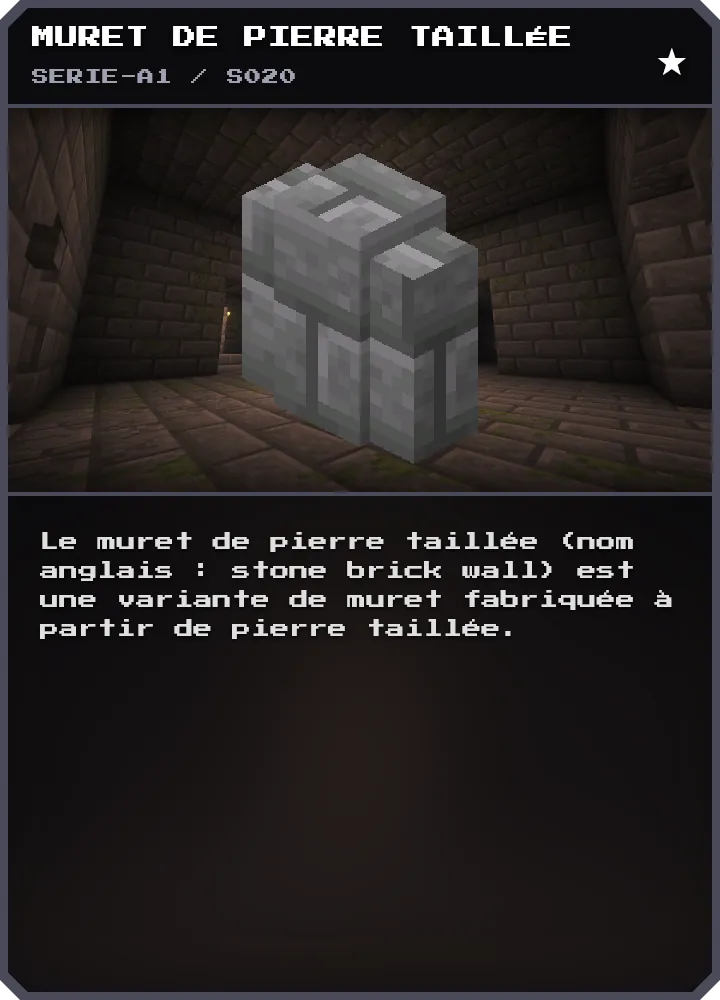 MURET DE PIERRE TAILLéE
SERIE-A1 / S020
Le muret de pierre taillée (nom
anglais : stone brick wall) est
une variante de muret fabriquée à
partir de pierre taillée.